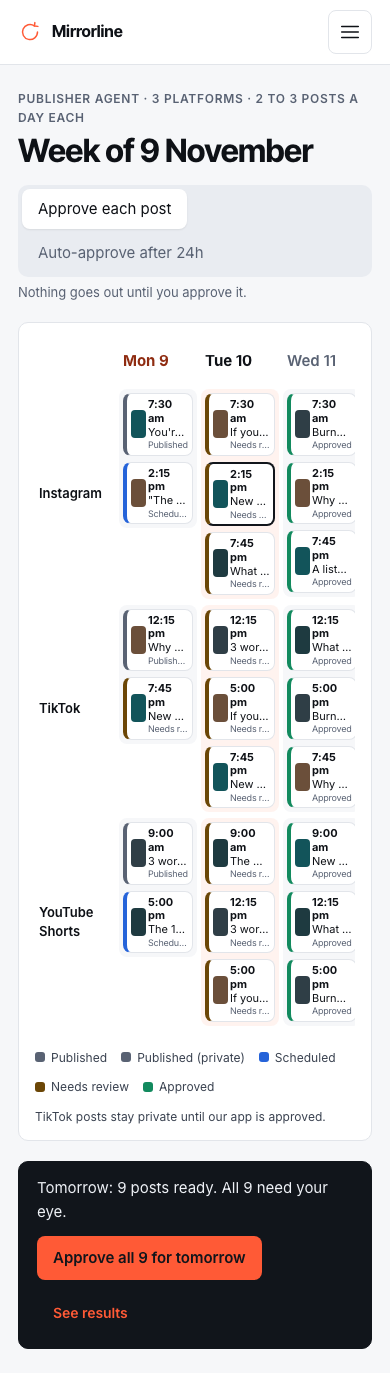 Mirrorline
PUBLISHER AGENT · 3 PLATFORMS · 2 TO 3 POSTS A
DAY EACH
Week of 9 November
Approve each post
Auto-approve after 24h
Nothing goes out until you approve it.
Mon 9 Tue 10 Wed 11
Instagram
7:30 am
You'r...
Published
2:15 pm
"The ...
Schedu...
7:30 am
If you...
Needs r...
2:15 pm
New ...
Needs ...
7:45 pm
What ...
Needs r...
7:30 am
Burn...
Approved
2:15 pm
Why ...
Approved
7:45 pm
A list...
Approved
TikTok
12:15 pm
Why ...
Publish...
7:45 pm
New ...
Needs r...
12:15 pm
3 wor...
Needs r...
5:00 pm
If you...
Needs r...
7:45 pm
New ...
Needs r...
12:15 pm
What ...
Approved
5:00 pm
Burn...
Approved
7:45 pm
Why ...
Approved
YouTube
Shorts
9:00 am
3 wor...
Published
5:00 pm
The 1...
Schedu...
9:00 am
The ...
Needs r...
12:15 pm
3 wor...
Needs r...
5:00 pm
If you...
Needs r...
9:00 am
New ...
Approved
12:15 pm
What ...
Approved
5:00 pm
Burn...
Approved
Published Published (private) Scheduled
Needs review Approved
TikTok posts stay private until our app is approved.
Tomorrow: 9 posts ready. All 9 need your
eye.
Approve all 9 for tomorrow
See results